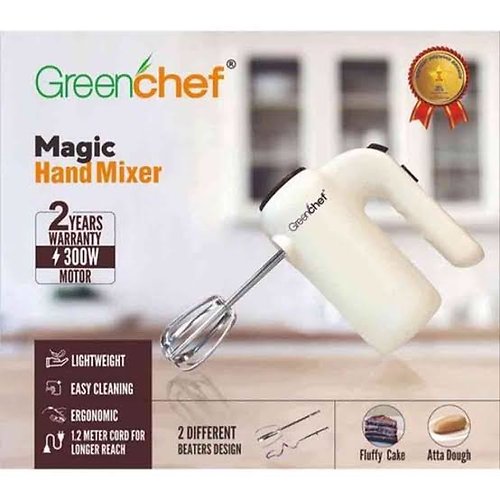 Greenchef®
Magic
Hand Mixer
2 YEARS
WARRANTY
300W
MOTOR
Greenchef
LIGHTWEIGHT
EASY CLEANING
ERGONOMIC
1.2 METER CORD FOR
LONGER REACH
2 DIFFERENT
BEATERS DESIGN
Fluffy Cake
Atta Dough